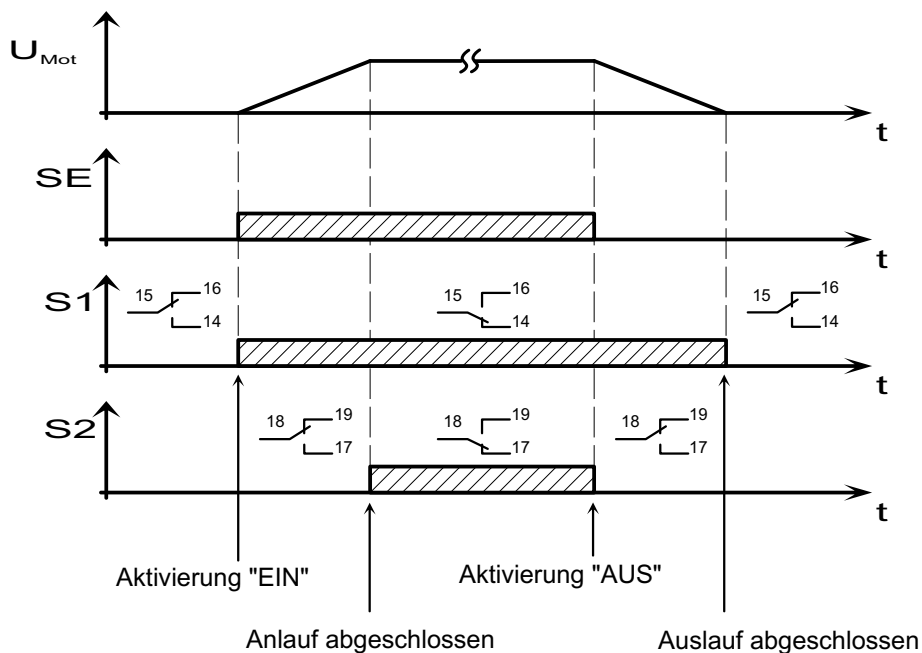 U Mot
t
SE
t
S1
15 16 14
15 16 14
15 16 14
t
S2
18 19 17
18 19 17
18 19 17
t
Aktivierung "EIN"
Aktivierung "AUS"
Anlauf abgeschlossen
Auslauf abgeschlossen